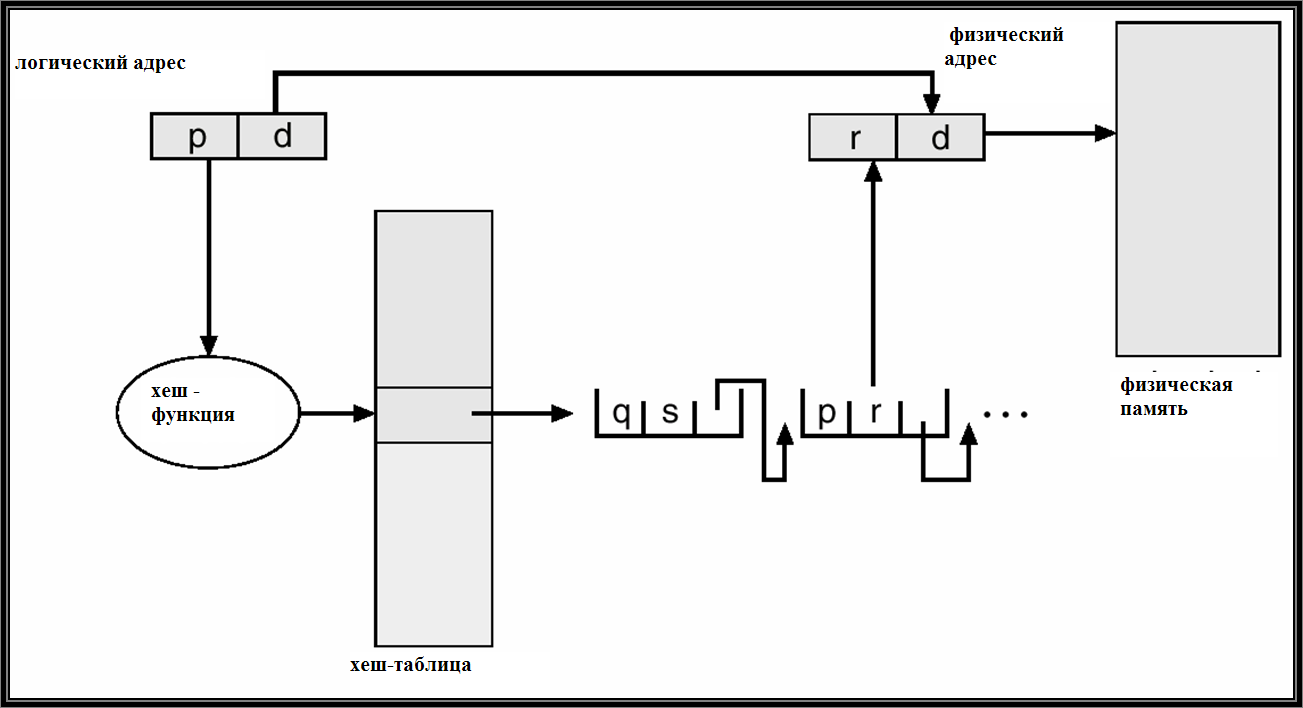 логический адрес
физический
адрес
p d
r d
хеш -
функция
q s
p r ...
физическая
память
хеш-таблица